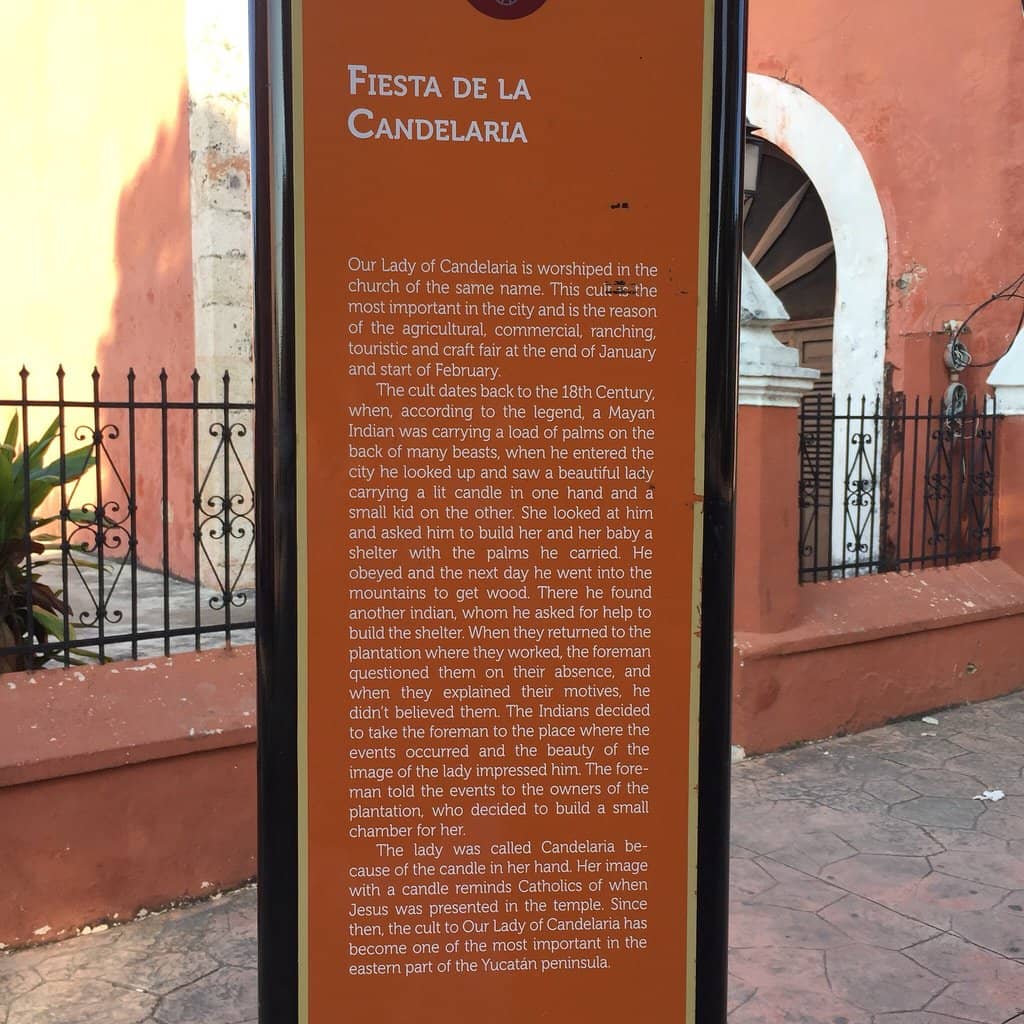 FIESTA DE LA
CANDELARIA
Our Lady of Candelaria is worshiped in the
church of the same name. This cult is the
most important in the city and is the reason
of the agricultural, commercial, ranching,
touristic and craft fair at the end of January
and start of February.
The cult dates back to the 18th Century,
when, according to the legend, a Mayan
Indian was carrying a load of palms on the
back of many beasts, when he entered the
city he looked up and saw a beautiful lady
carrying a lit candle in one hand and a
small kid on the other. She looked at him
and asked him to build her and her baby a
shelter with the palms he carried. He
obeyed and the next day he went into the
mountains to get wood. There he found
another indian, whom he asked for help to
build the shelter. When they returned to the
plantation where they worked, the foreman
questioned them on their absence, and
when they explained their motives, he
didn't believed them. The Indians decided
to take the foreman to the place where the
events occurred and the beauty of the
image of the lady impressed him. The fore-
man told the events to the owners of the
plantation, who decided to build a small
chamber for her.
The lady was called Candelaria be-
cause of the candle in her hand. Her image
with a candle reminds Catholics of when
Jesus was presented in the temple. Since
then, the cult to Our Lady of Candelaria has
become one of the most important in the
eastern part of the Yucatán peninsula.